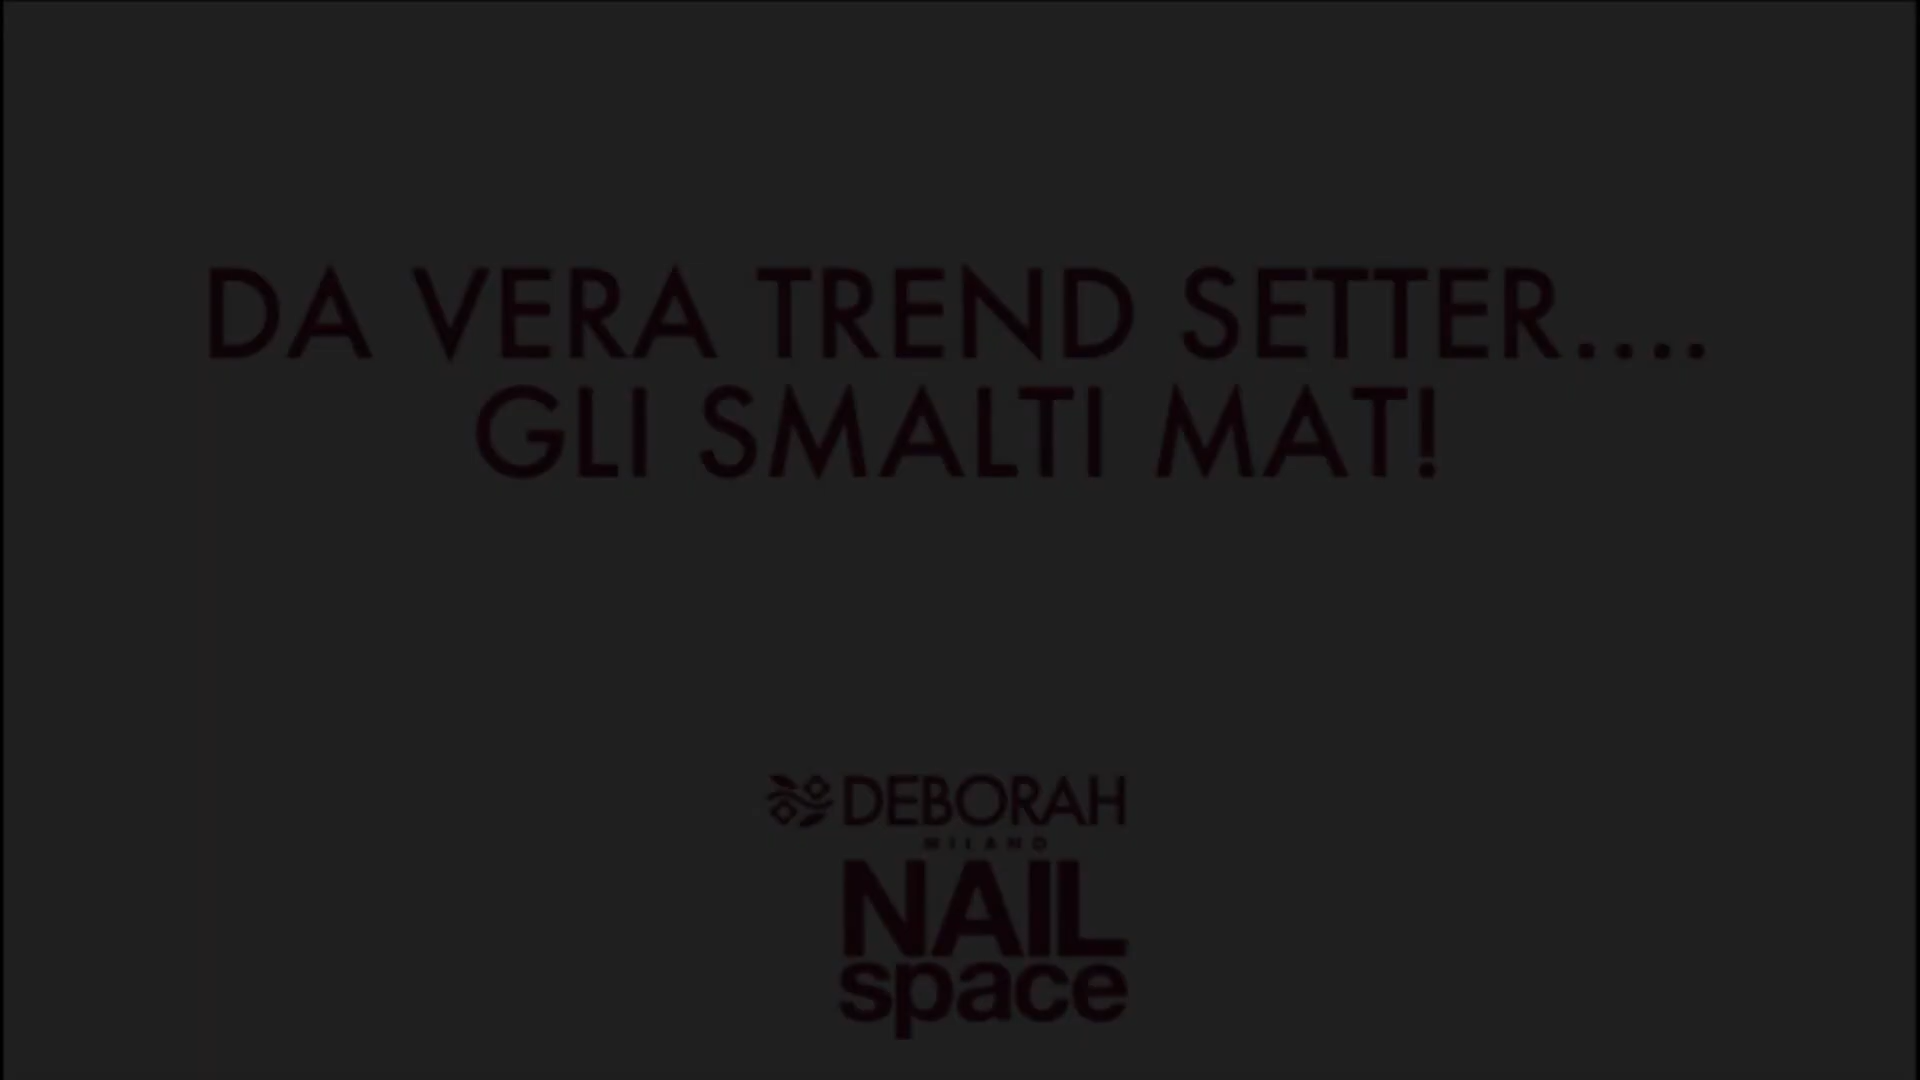 DA VERA TREND SETTER....
GLI SMALTI MAT!
DEBORAH
MILANO
NAIL
space